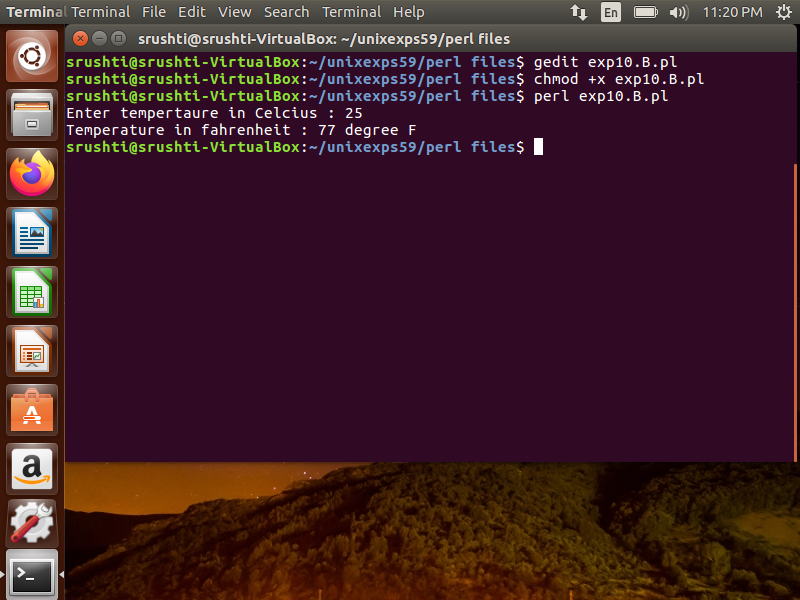 Terminal Terminal File Edit View Search Terminal Help En 11:20 PM
srushti@srushti-VirtualBox: ~/unixexps59/perl files
srushti@srushti-VirtualBox:~/unixexps59/perl files$ gedit exp10.B.pl
srushti@srushti-VirtualBox:~/unixexps59/perl files$ chmod +x exp10.B.pl
srushti@srushti-VirtualBox:~/unixexps59/perl files$ perl exp10.B.pl
Enter tempertaure in Celcius : 25
Temperature in fahrenheit : 77 degree F
srushti@srushti-VirtualBox:~/unixexps59/perl files$